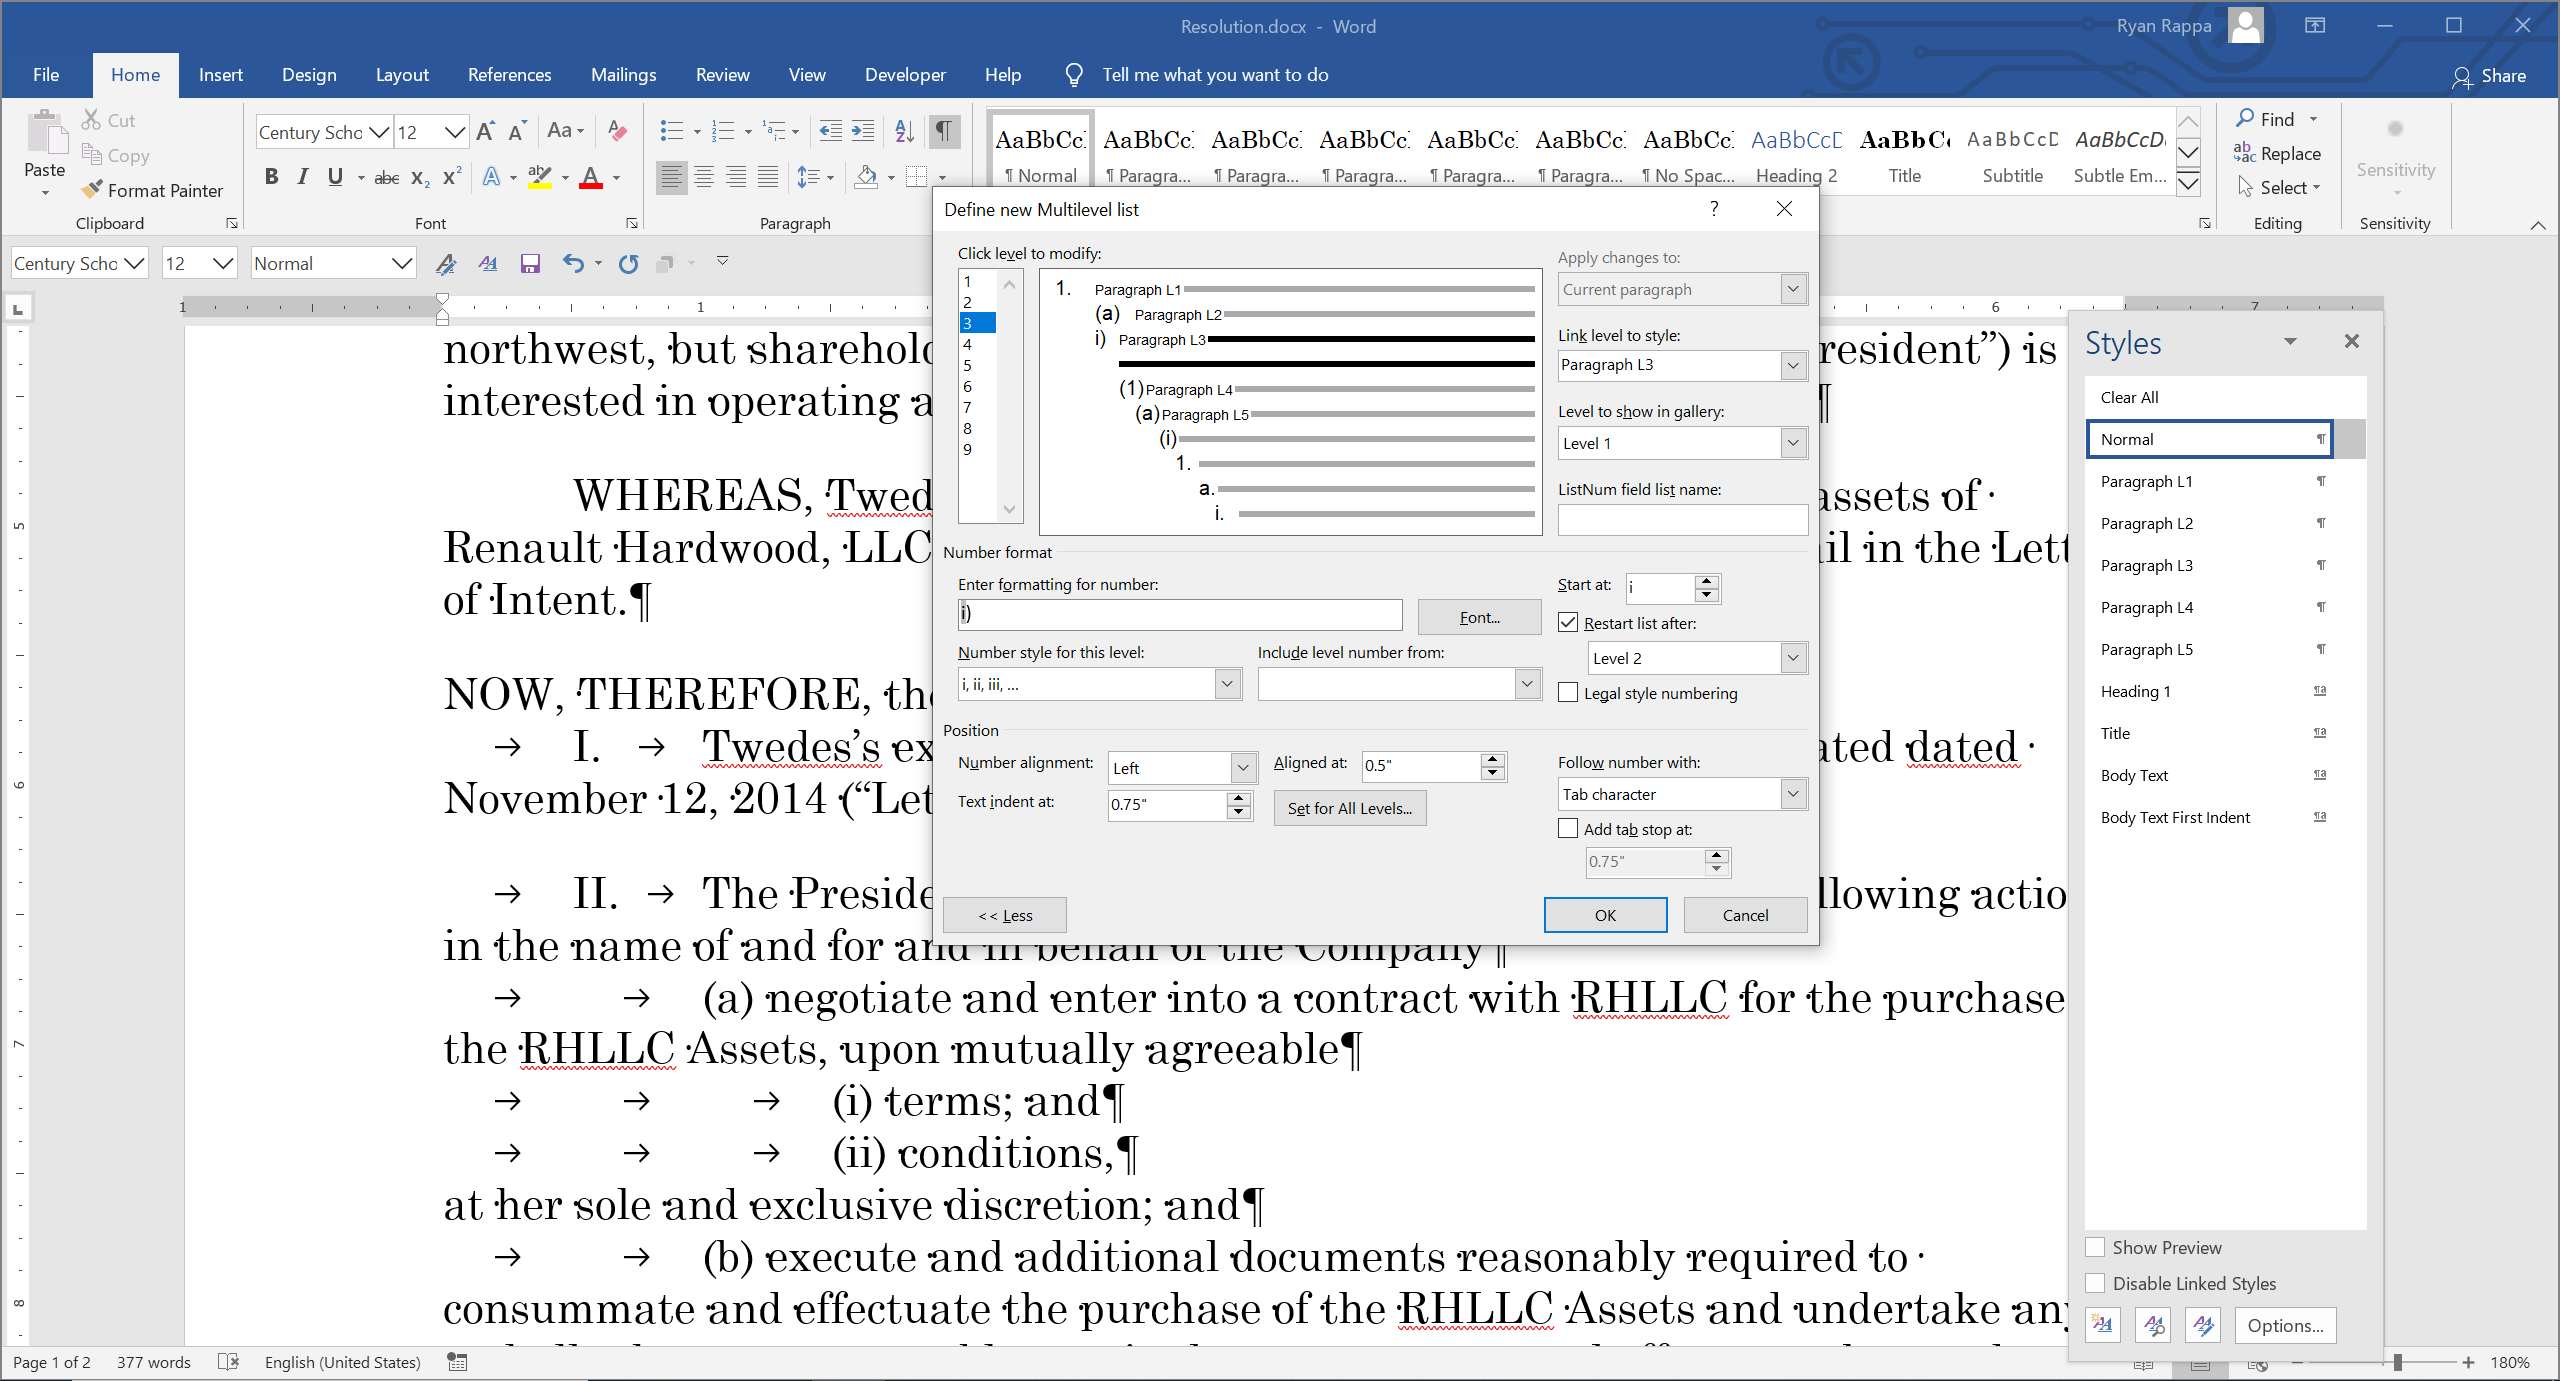 Resolution.docx - Word
Ryan Rappa
File Home Insert Design Layout References Mailings Review View Developer Help Tell me what you want to do
Share
Paste
Cut
Copy
Format Painter
Clipboard
Century Scho 12
Aa
B I U abc x₂ x²
Font
Paragraph
AaBbCc
¶ Normal
AaBbCc
¶ Paragra...
AaBbCc
¶ Paragra...
AaBbCc
¶ Paragra...
AaBbCc
¶ Paragra...
AaBbCc
¶ Paragra...
AaBbCc
¶ No Spac...
AaBbCcD
Heading 2
AaBbCc
Title
AaBbCcD
Subtitle
AaBbCcD
Subtle Em...
Find
Replace
Select
Editing
Sensitivity
Sensitivity
Century Scho 12 Normal
1 1 6 7
5
6
7
8
northwest, but sharehol
resident”) is
interested in operating a
¶
WHEREAS, Twed
assets of
Renault Hardwood, LLC
il in the Lett
of Intent.¶
NOW, THEREFORE, the
I. Twedes’s ex
ated dated
November 12, 2014 (“Let
II. The Preside
llowing actio
in the name of and for and in behalf of the Company¶
(a) negotiate and enter into a contract with RHLLC for the purchase
the RHLLC Assets, upon mutually agreeable¶
(i) terms; and¶
(ii) conditions,¶
at her sole and exclusive discretion; and¶
(b) execute and additional documents reasonably required to
consummate and effectuate the purchase of the RHLLC Assets and undertake any
Define new Multilevel list
?
Click level to modify:
1
2
3
4
5
6
7
8
9
1. Paragraph L1
(a) Paragraph L2
i) Paragraph L3
(1) Paragraph L4
(a) Paragraph L5
(i)
1.
a.
i.
Apply changes to:
Current paragraph
Link level to style:
Paragraph L3
Level to show in gallery:
Level 1
ListNum field list name:
Number format
Enter formatting for number:
i)
Font...
Number style for this level:
i, ii, iii, ...
Include level number from:
Start at: i
Restart list after:
Level 2
Legal style numbering
Position
Number alignment: Left
Aligned at: 0.5"
Text indent at: 0.75"
Set for All Levels...
Follow number with:
Tab character
Add tab stop at:
0.75"
<< Less
OK
Cancel
Styles
Clear All
Normal ¶
Paragraph L1 ¶
Paragraph L2 ¶
Paragraph L3 ¶
Paragraph L4 ¶
Paragraph L5 ¶
Heading 1 ¶a
Title ¶a
Body Text ¶a
Body Text First Indent ¶a
Show Preview
Disable Linked Styles
Options...
Page 1 of 2 377 words English (United States)
180%